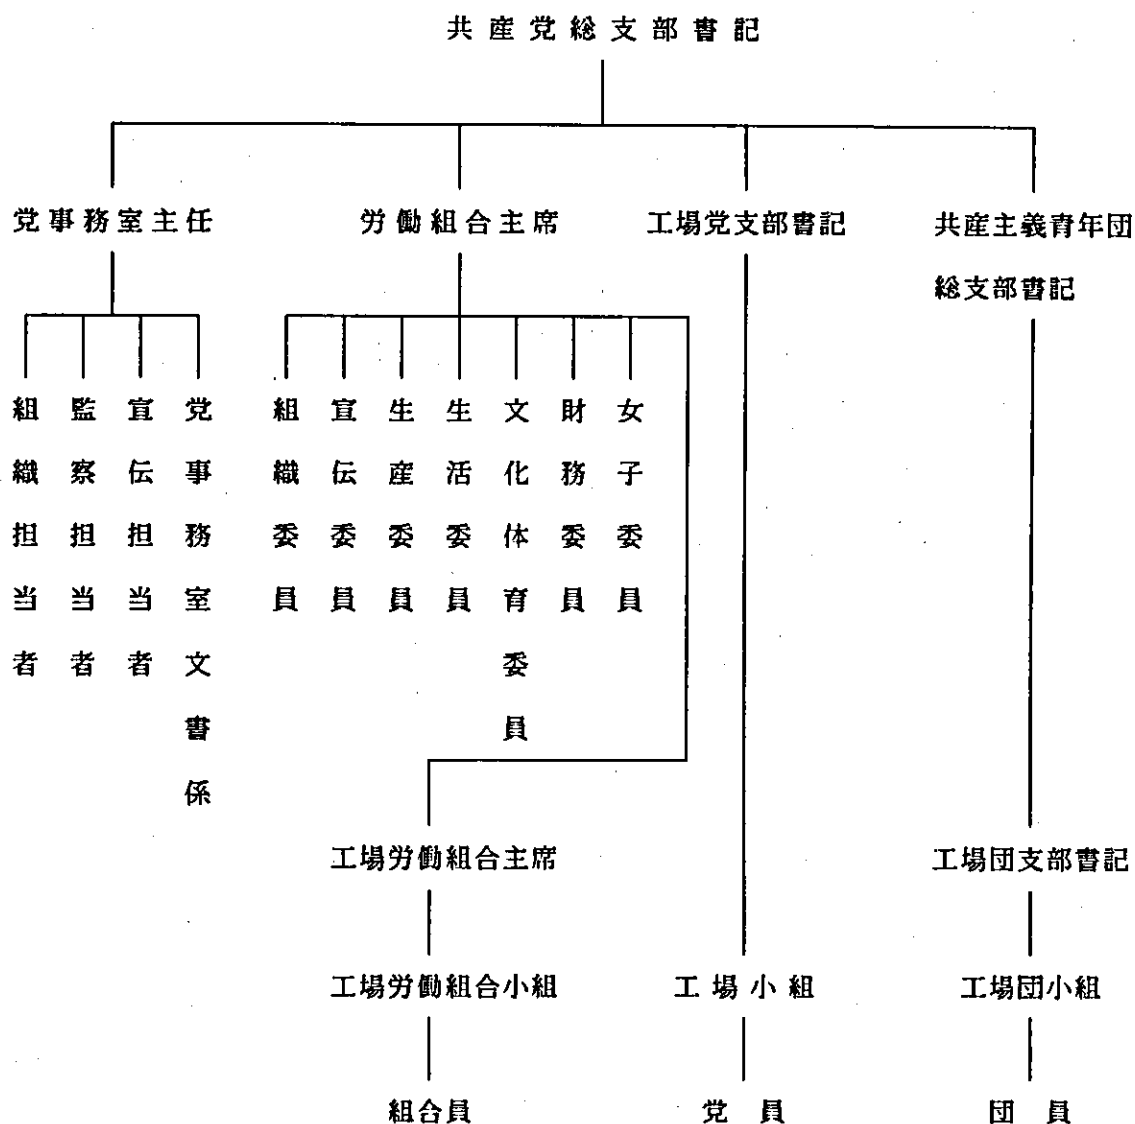 共産党総支部書記
党事務室主任
労働組合主席
工場党支部書記
共産主義青年団
総支部書記
組織担当者
監察担当者
宣伝担当者
党事務室文書係
組織委員
宣伝委員
生産委員
生活委員
文化体育委員
財務委員
女子委員
工場労働組合主席
工場団支部書記
工場労働組合小組
工場小組
工場団小組
組合員
党員
団員